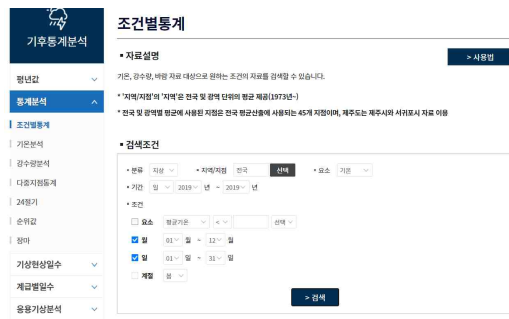 기후통계분석
평년값
통계분석
조건별통계
기온분석
강수량분석
다중지점통계
24절기
순위값
장마
기상현상일수
계급별일수
응용기상분석
조건별통계
자료설명
> 사용법
기온, 강수량, 바람 자료 대상으로 원하는 조건의 자료를 검색할 수 있습니다.
* '지역/지점'의 '지역'은 전국 및 광역 단위의 평균 제공(1973년~)
* 전국 및 광역별 평균에 사용된 지점은 전국 평균산출에 사용되는 45개 지점이며, 제주도는 제주시와 서귀포시 자료 이용
검색조건
분류 지상 지역/지점 전국 선택 요소 기온
기간 일 2019 년 ~ 2019 년
조건
요소 평균기온 < 선택
월 01 월 ~ 12 월
일 01 일 ~ 31 일
계절 봄
> 검색